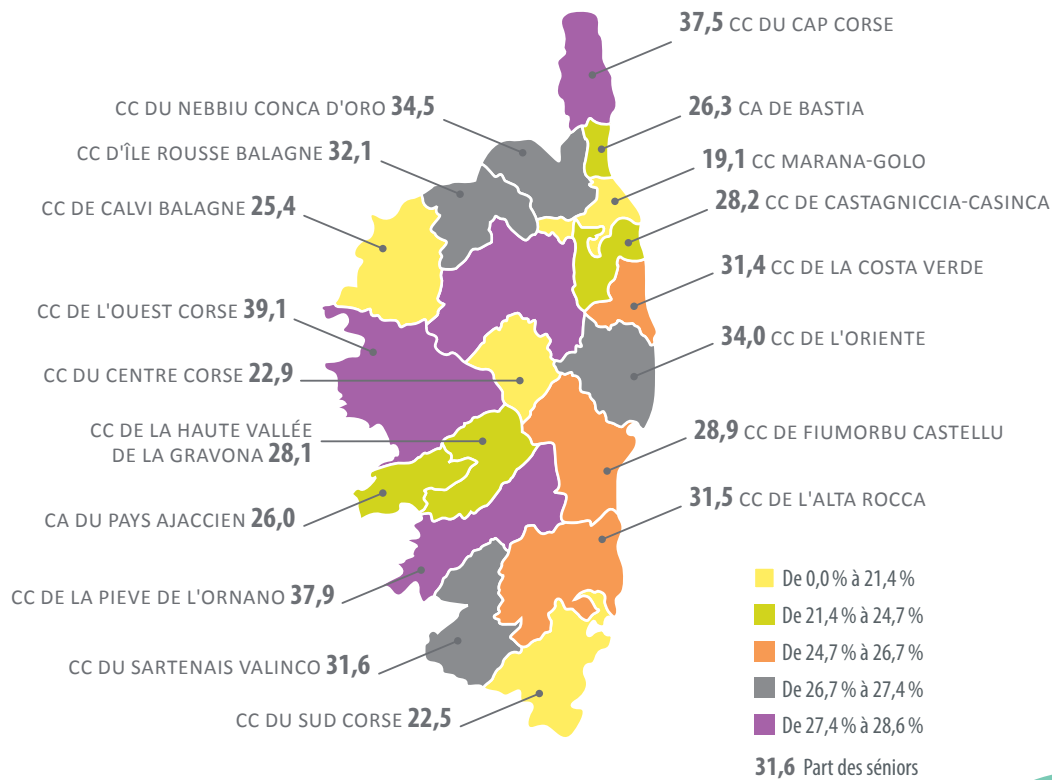 37,5 CC DU CAP CORSE
CC DU NEBBIU CONCA D'ORO 34,5
26,3 CA DE BASTIA
CC D'ÎLE ROUSSE BALAGNE 32,1
19,1 CC MARANA-GOLO
CC DE CALVI BALAGNE 25,4
28,2 CC DE CASTAGNICCIA-CASINCA
31,4 CC DE LA COSTA VERDE
CC DE L'OUEST CORSE 39,1
34,0 CC DE L'ORIENTE
CC DU CENTRE CORSE 22,9
CC DE LA HAUTE VALLÉE
DE LA GRAVONA 28,1
28,9 CC DE FIUMORBU CASTELLU
CA DU PAYS AJACCIEN 26,0
31,5 CC DE L'ALTA ROCCA
CC DE LA PIEVE DE L'ORNANO 37,9
CC DU SARTENAIS VALINCO 31,6
CC DU SUD CORSE 22,5
De 0,0 % à 21,4 %
De 21,4 % à 24,7 %
De 24,7 % à 26,7 %
De 26,7 % à 27,4 %
De 27,4 % à 28,6 %
31,6 Part des séniors